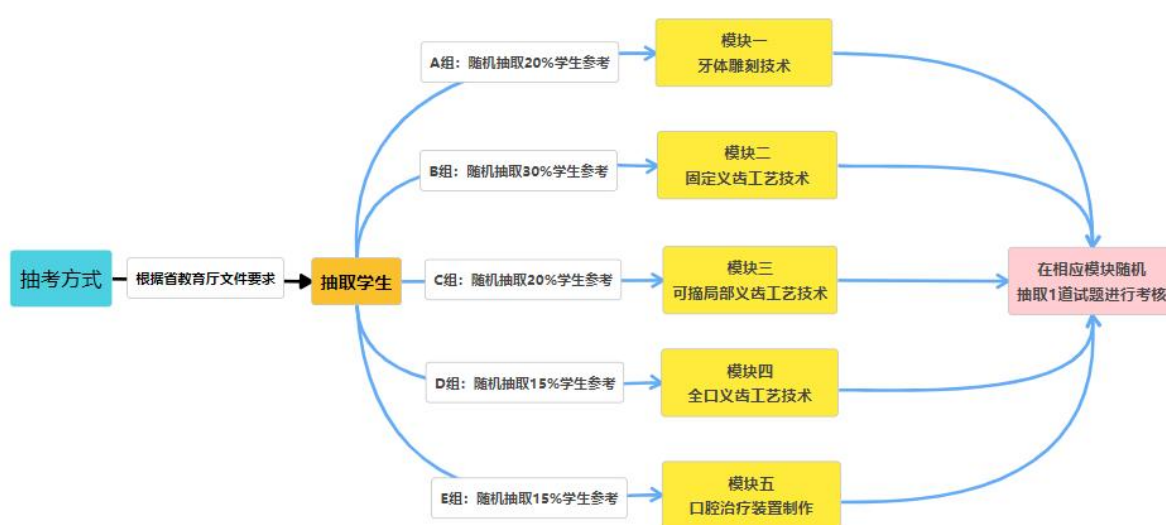 抽考方式
根据省教育厅文件要求
抽取学生
A组：随机抽取20%学生参考
模块一
牙体雕刻技术
B组：随机抽取30%学生参考
模块二
固定义齿工艺技术
C组：随机抽取20%学生参考
模块三
可摘局部义齿工艺技术
D组：随机抽取15%学生参考
模块四
全口义齿工艺技术
E组：随机抽取15%学生参考
模块五
口腔治疗装置制作
在相应模块随机
抽取1道试题进行考核